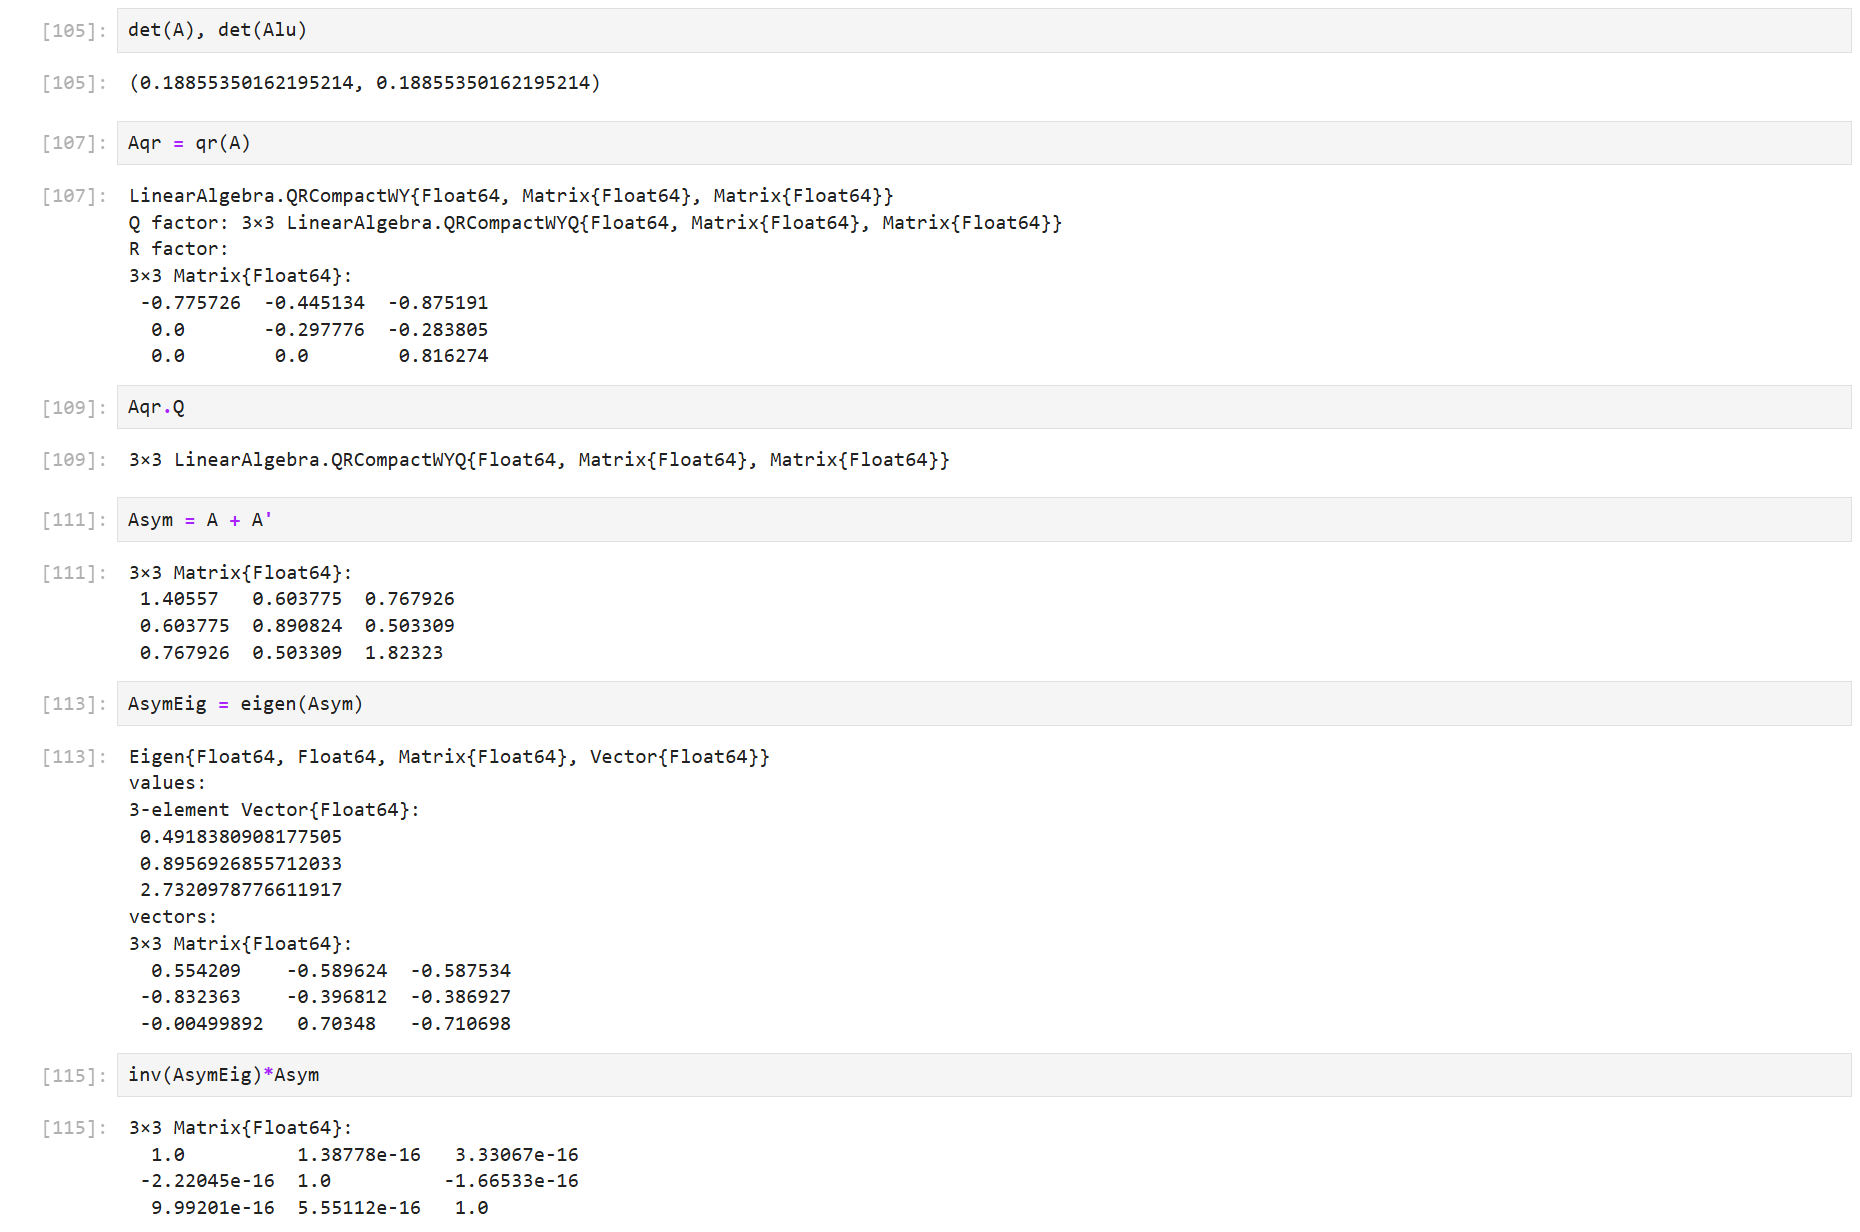 [105]: det(A), det(Alu)
[105]: (0.18855350162195214, 0.18855350162195214)
[107]: Aqr = qr(A)
[107]: LinearAlgebra.QRCompactWY{Float64, Matrix{Float64}, Matrix{Float64}}
Q factor: 3×3 LinearAlgebra.QRCompactWYQ{Float64, Matrix{Float64}, Matrix{Float64}}
R factor:
3×3 Matrix{Float64}:
-0.775726 -0.445134 -0.875191
0.0 -0.297776 -0.283805
0.0 0.0 0.816274
[109]: Aqr.Q
[109]: 3×3 LinearAlgebra.QRCompactWYQ{Float64, Matrix{Float64}, Matrix{Float64}}
[111]: Asym = A + A'
[111]: 3×3 Matrix{Float64}:
1.40557 0.603775 0.767926
0.603775 0.890824 0.503309
0.767926 0.503309 1.82323
[113]: AsymEig = eigen(Asym)
[113]: Eigen{Float64, Float64, Matrix{Float64}, Vector{Float64}}
values:
3-element Vector{Float64}:
0.4918380908177505
0.8956926855712033
2.7320978776611917
vectors:
3×3 Matrix{Float64}:
0.554209 -0.589624 -0.587534
-0.832363 -0.396812 -0.386927
-0.00499892 0.70348 -0.710698
[115]: inv(AsymEig)*Asym
[115]: 3×3 Matrix{Float64}:
1.0 1.38778e-16 3.33067e-16
-2.22045e-16 1.0 -1.66533e-16
9.99201e-16 5.55112e-16 1.0